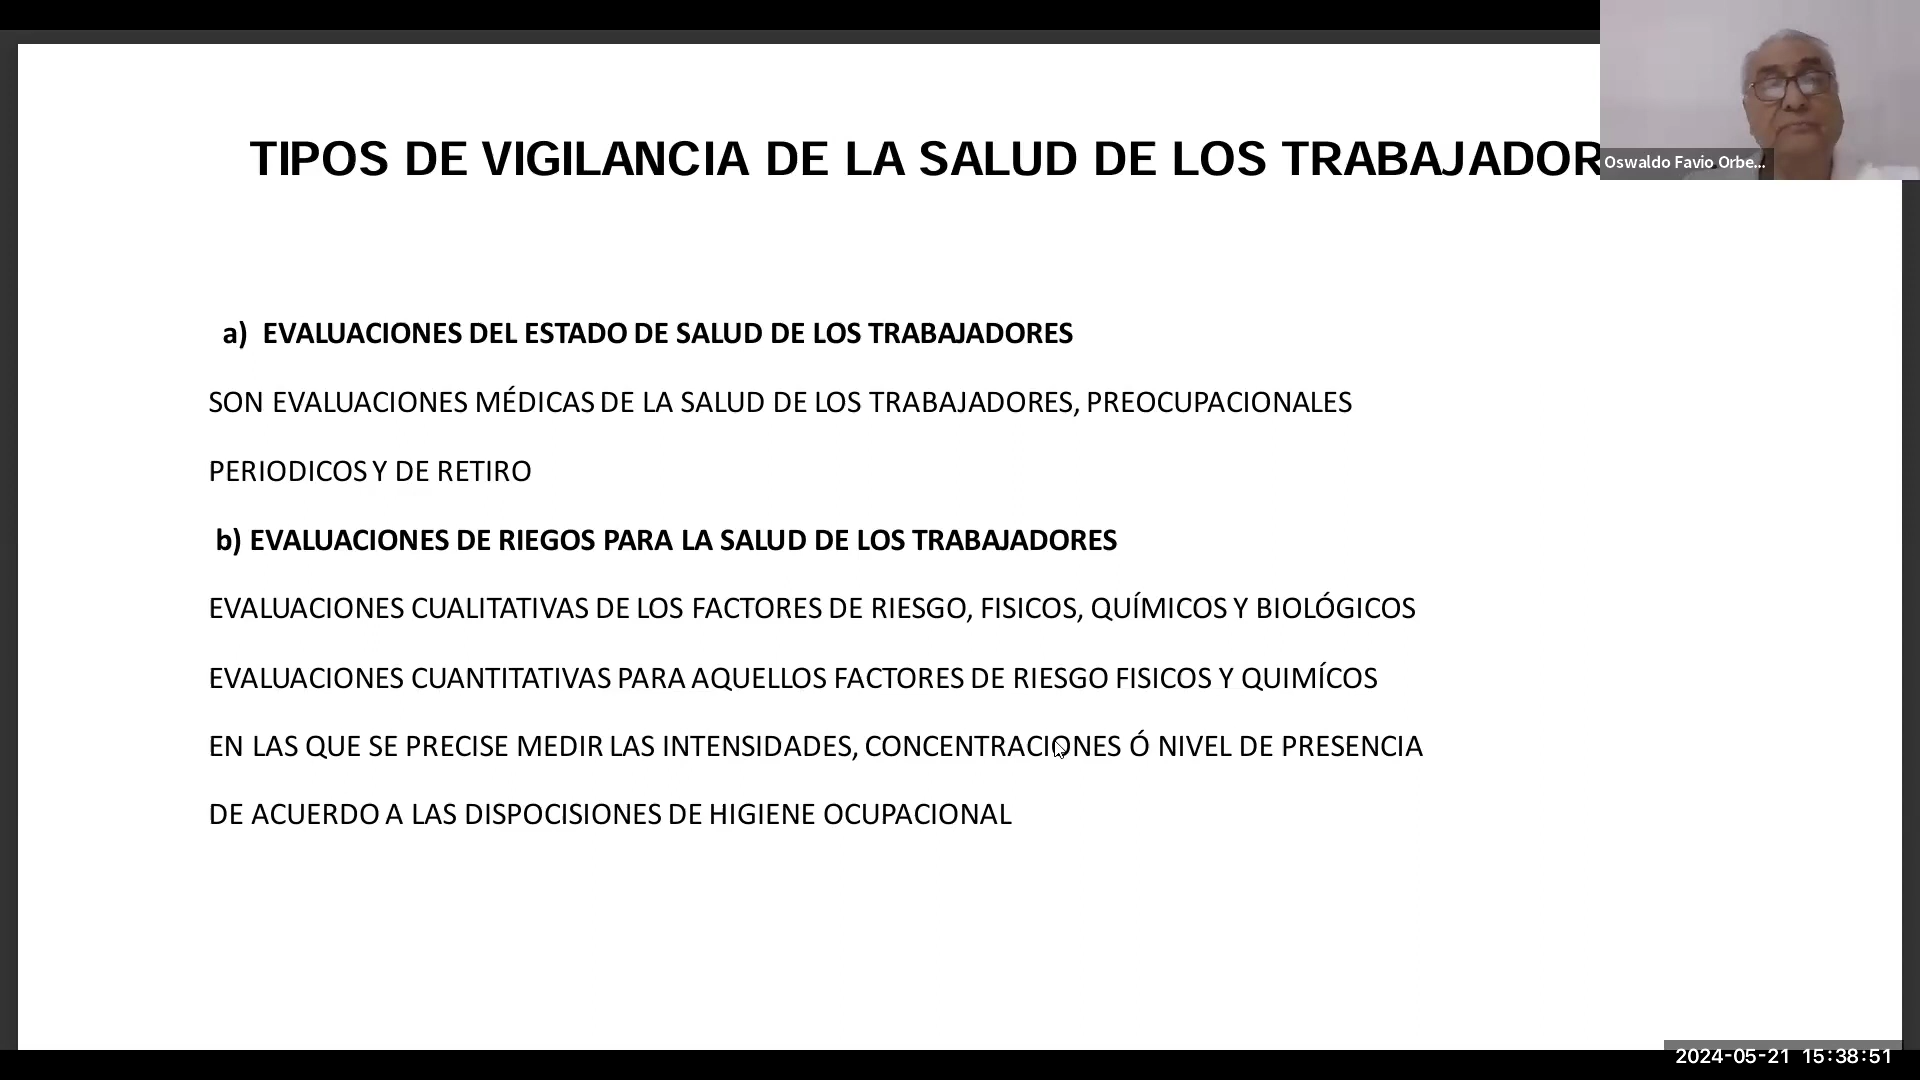 TIPOS DE VIGILANCIA DE LA SALUD DE LOS TRABAJADOR
Oswaldo Favio Orbe...
a) EVALUACIONES DEL ESTADO DE SALUD DE LOS TRABAJADORES
SON EVALUACIONES MÉDICAS DE LA SALUD DE LOS TRABAJADORES, PREOCUPACIONALES
PERIODICOS Y DE RETIRO
b) EVALUACIONES DE RIEGOS PARA LA SALUD DE LOS TRABAJADORES
EVALUACIONES CUALITATIVAS DE LOS FACTORES DE RIESGO, FISICOS, QUÍMICOS Y BIOLÓGICOS
EVALUACIONES CUANTITATIVAS PARA AQUELLOS FACTORES DE RIESGO FISICOS Y QUIMÍCOS
EN LAS QUE SE PRECISE MEDIR LAS INTENSIDADES, CONCENTRACIONES Ó NIVEL DE PRESENCIA
DE ACUERDO A LAS DISPOCISIONES DE HIGIENE OCUPACIONAL
2024-05-21 15:38:51